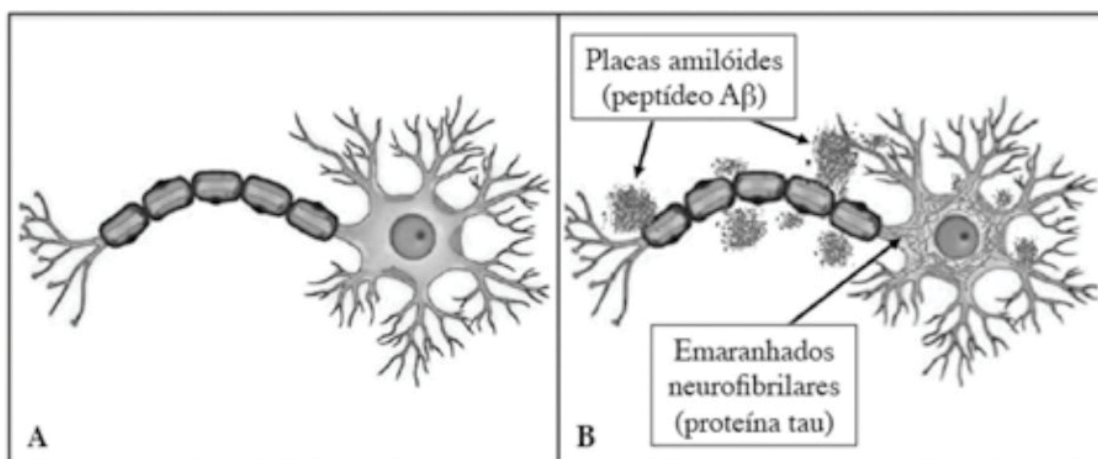 Placas amilóides
(peptídeo Aβ)
Emaranhados
neurofibrilares
(proteína tau)
A
B